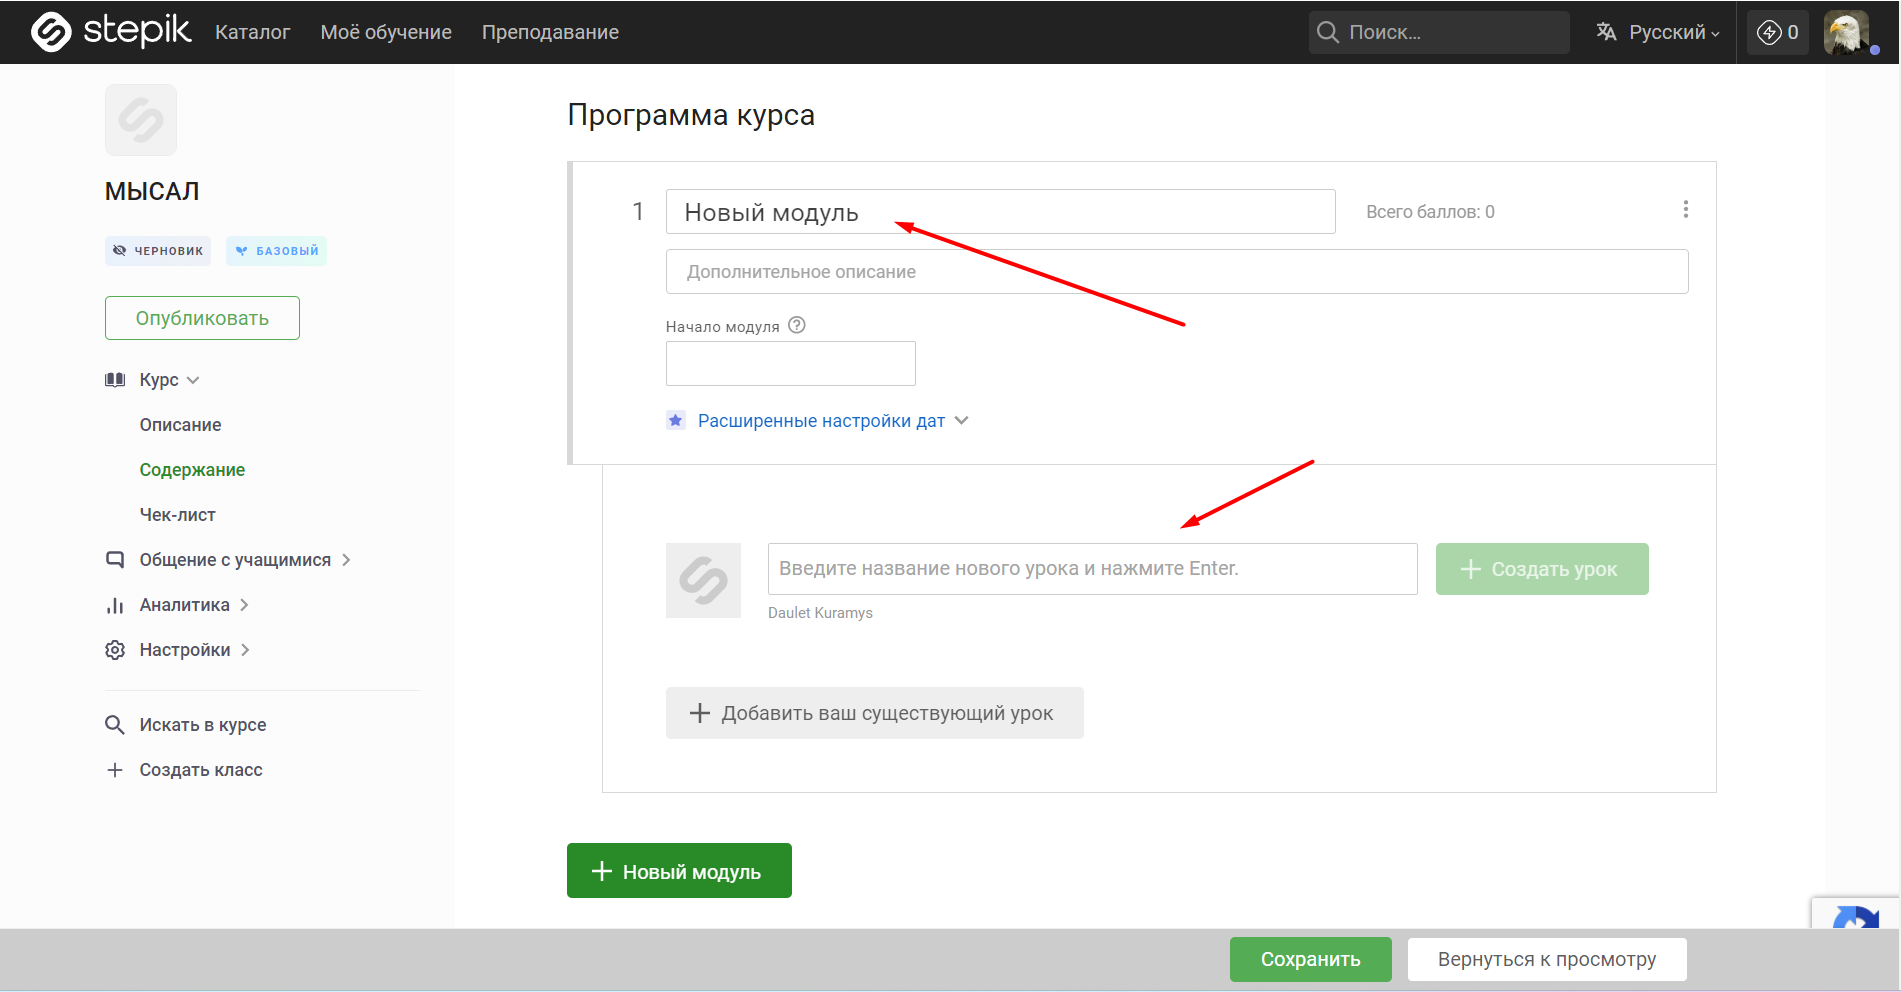 stepik Каталог Моё обучение Преподавание Поиск... Русский 0
МЫСАЛ
ЧЕРНОВИК БАЗОВЫЙ
Опубликовать
Курс
Описание
Содержание
Чек-лист
Общение с учащимися
Аналитика
Настройки
Искать в курсе
Создать класс
Программа курса
1 Новый модуль Всего баллов: 0
Дополнительное описание
Начало модуля ?
Расширенные настройки дат
Введите название нового урока и нажмите Enter. + Создать урок
Daulet Kuramys
+ Добавить ваш существующий урок
+ Новый модуль
Сохранить Вернуться к просмотру